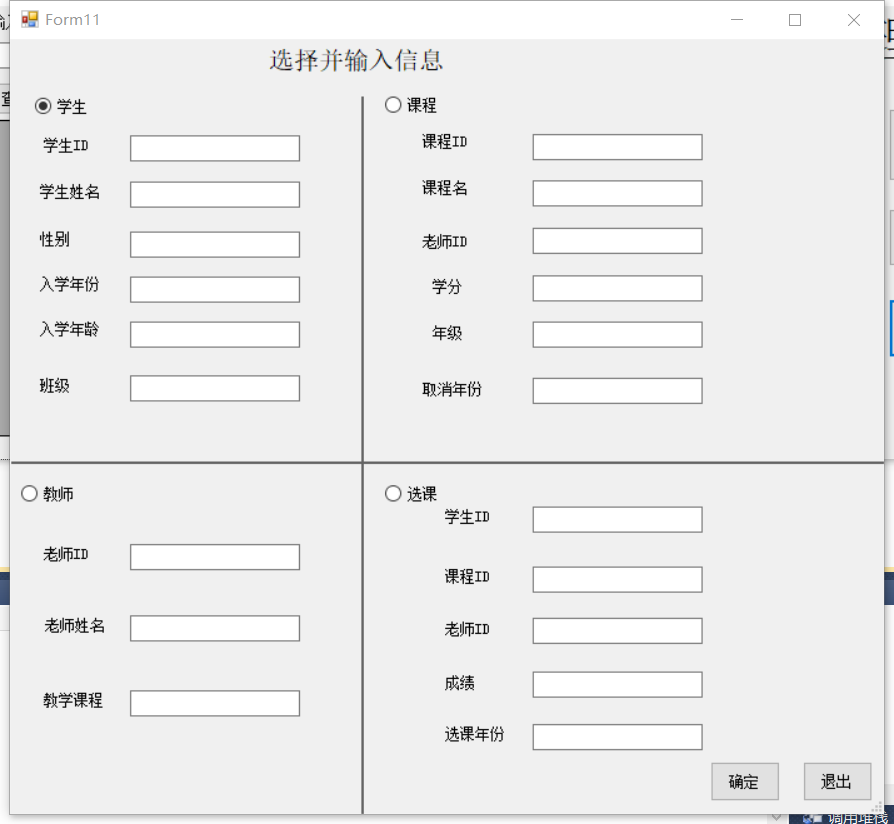 Form11
选择并输入信息
学生
学生ID
学生姓名
性别
入学年份
入学年龄
班级
课程
课程ID
课程名
老师ID
学分
年级
取消年份
教师
老师ID
老师姓名
教学课程
选课
学生ID
课程ID
老师ID
成绩
选课年份
确定
退出
调用堆栈